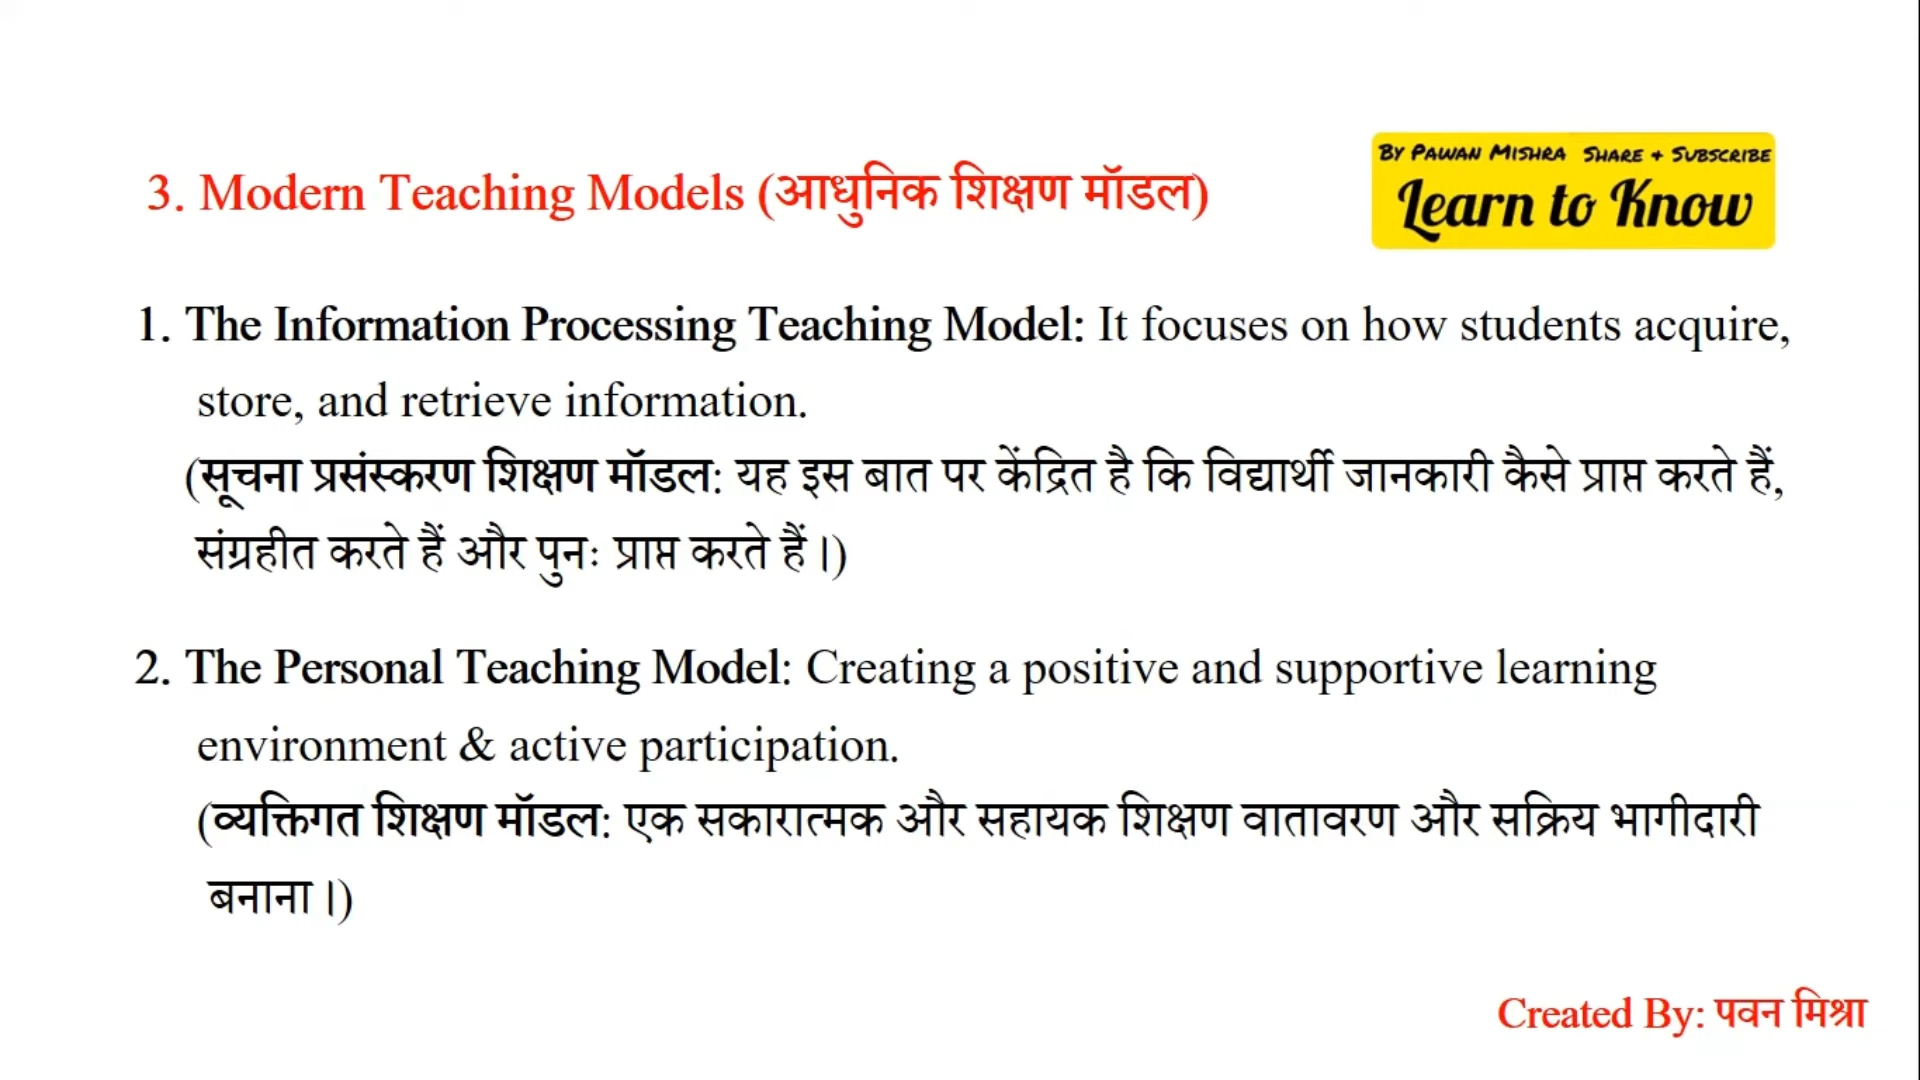 By Pawan Mishra Share + Subscribe
Learn to Know
3. Modern Teaching Models (आधुनिक शिक्षण मॉडल)
1. The Information Processing Teaching Model: It focuses on how students acquire,
store, and retrieve information.
(सूचना प्रसंस्करण शिक्षण मॉडल: यह इस बात पर केंद्रित है कि विद्यार्थी जानकारी कैसे प्राप्त करते हैं,
संग्रहीत करते हैं और पुनः प्राप्त करते हैं।)
2. The Personal Teaching Model: Creating a positive and supportive learning
environment & active participation.
(व्यक्तिगत शिक्षण मॉडल: एक सकारात्मक और सहायक शिक्षण वातावरण और सक्रिय भागीदारी
बनाना।)
Created By: पवन मिश्रा